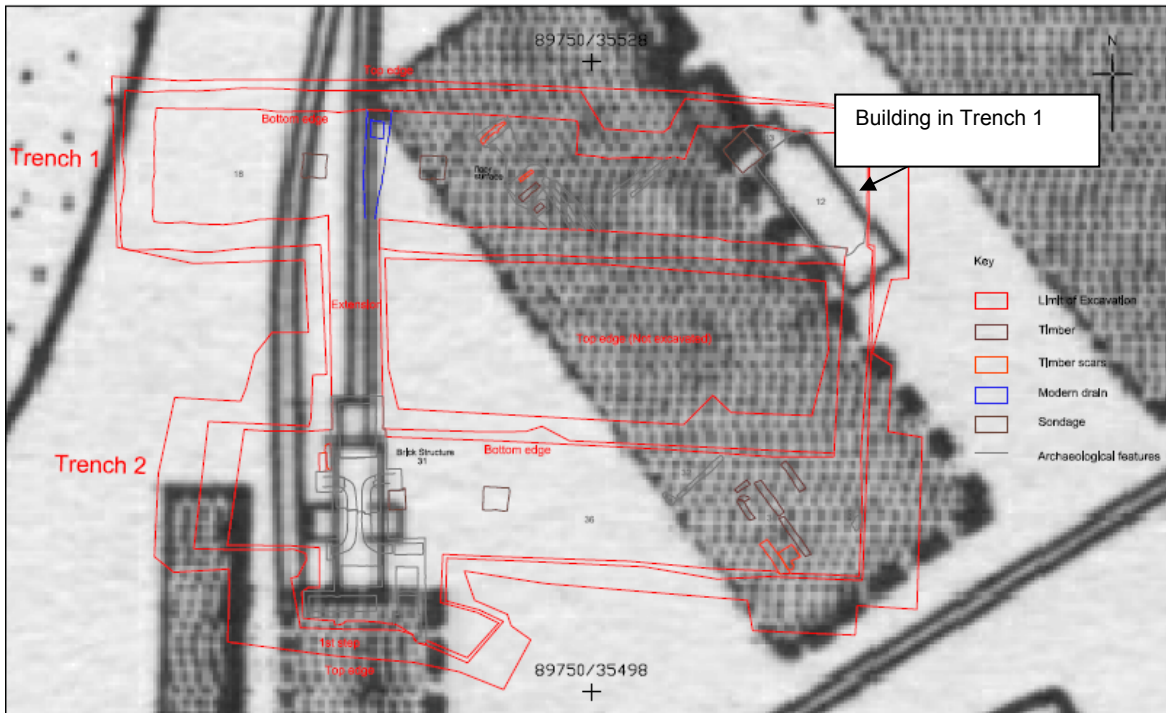 89750/35528
N
Top edge
Building in Trench 1
Bottom edge
Trench 1
18
12
Key
Extension
Limit of Excavation
Top edge (Not excavated)
Timber
Timber scars
Modern drain
Sondage
Trench 2
Brick Structure
31
Bottom edge
Archaeological features
36
1st step
Top edge
89750/35498